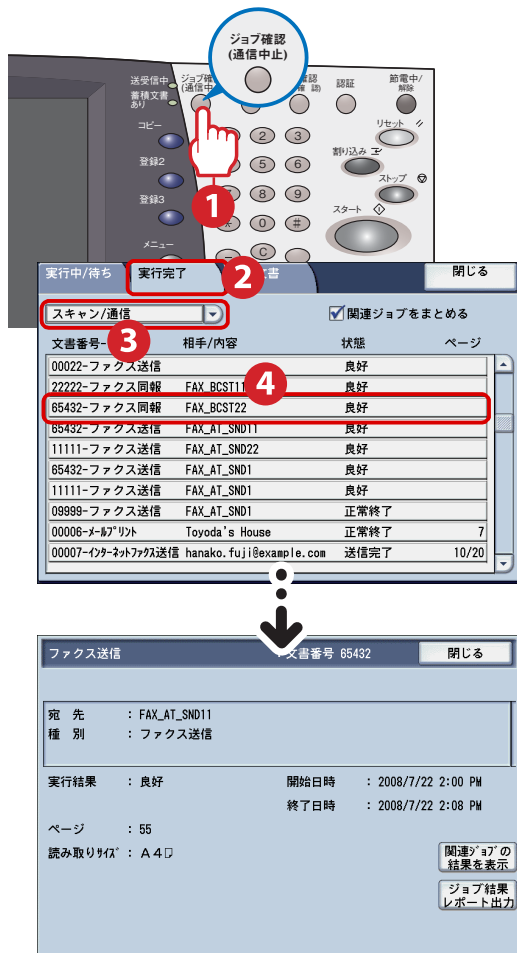 ジョブ確認
(通信中止)
送受信中
蓄積文書
あり
認証
節電中/
解除
コピー
リセット
2 3
割り込み
登録2
5 6
ストップ
登録3
1
8 9
スタート
0 #
メニュー
C
実行中/待ち 実行完了 2 書 閉じる
スキャン/通信 関連ジョブをまとめる
3
文書番号- 相手/内容 状態 ページ
00022-ファクス送信 良好
4
22222-ファクス同報 FAX_BCST11 良好
65432-ファクス同報 FAX_BCST22 良好
65432-ファクス送信 FAX_AT_SND11 良好
11111-ファクス送信 FAX_AT_SND22 良好
65432-ファクス送信 FAX_AT_SND1 良好
11111-ファクス送信 FAX_AT_SND1 良好
09999-ファクス送信 FAX_AT_SND1 正常終了
00006-メールプリント Toyoda's House 正常終了 7
00007-インターネットファクス送信 hanako.fuji@example.com 送信完了 10/20
ファクス送信 文書番号 65432 閉じる
宛 先 : FAX_AT_SND11
種 別 : ファクス送信
実行結果 : 良好 開始日時 : 2008/7/22 2:00 PM
終了日時 : 2008/7/22 2:08 PM
ページ : 55
読み取りサイズ : A4
関連ジョブの
結果を表示
ジョブ結果
レポート出力